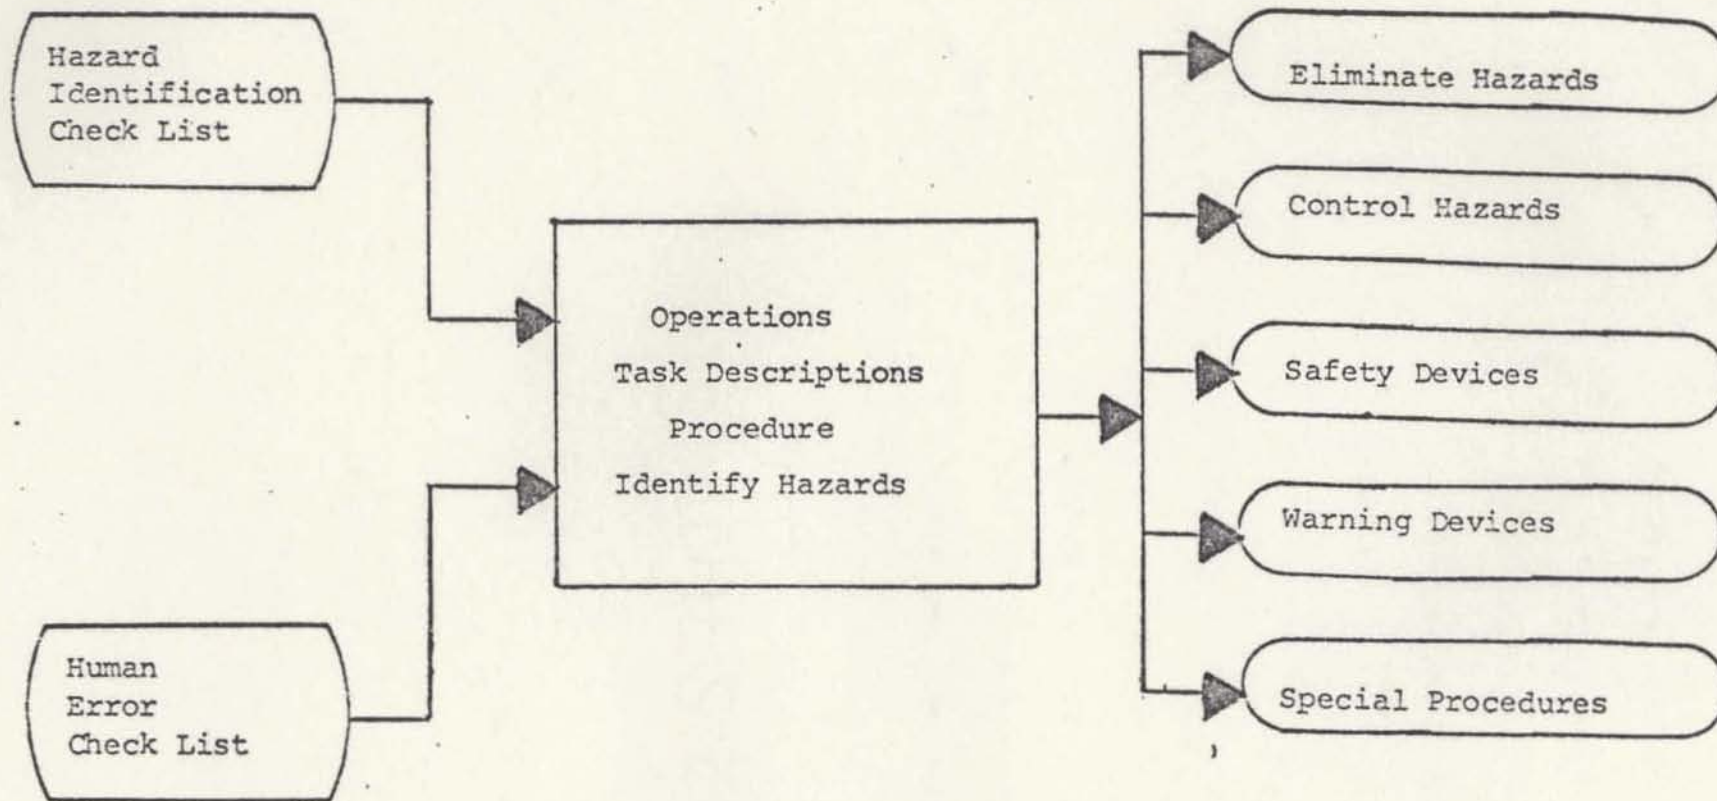 Hazard
Identification
Check List
Human
Error
Check List
Operations
Task Descriptions
Procedure
Identify Hazards
Eliminate Hazards
Control Hazards
Safety Devices
Warning Devices
Special Procedures